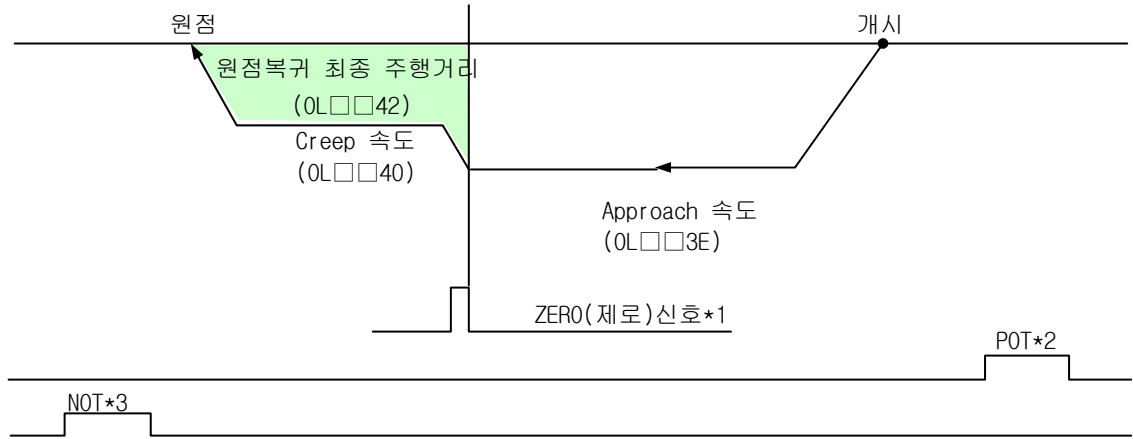 원점
개시
원점복귀 최종 주행거리
(OL□□42)
Creep 속도
(OL□□40)
Approach 속도
(OL□□3E)
ZERO(제로)신호*1
POT*2
NOT*3